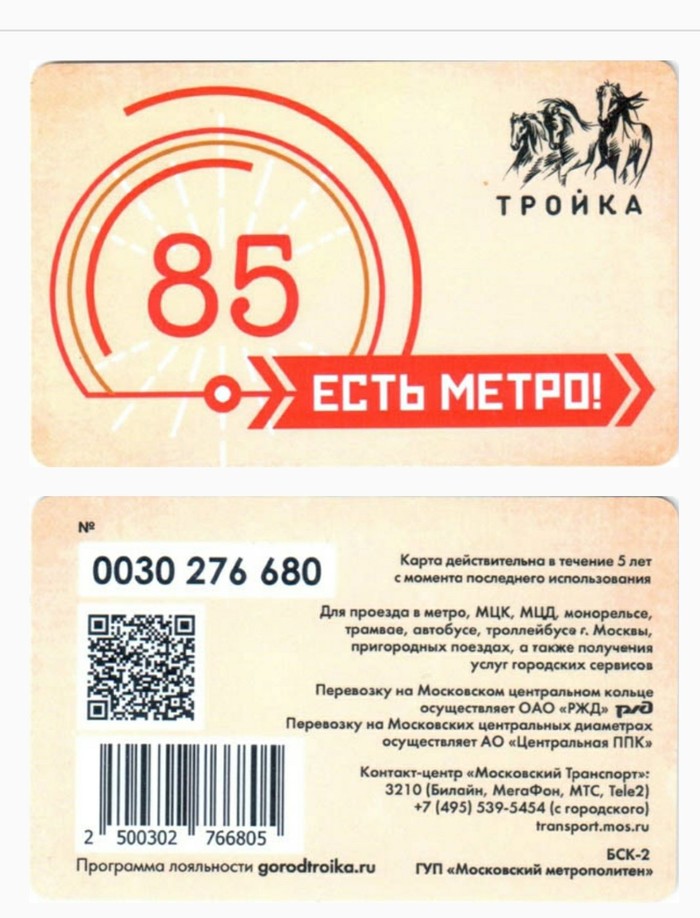 ТРОЙКА
85
ЕСТЬ МЕТРО!
№
0030 276 680
Карта действительна в течение 5 лет
с момента последнего использования
Для проезда в метро, МЦК, МЦД, монорельсе,
трамвае, автобусе, троллейбусе г. Москвы,
пригородных поездах, а также получения
услуг городских сервисов
Перевозку на Московском центральном кольце
осуществляет ОАО «РЖД» ржд
Перевозку на Московских центральных диаметрах
осуществляет АО «Центральная ППК»
Контакт-центр «Московский Транспорт»:
3210 (Билайн, МегаФон, МТС, Tele2)
+7 (495) 539-5454 (с городского)
transport.mos.ru
2 500302 766805
Программа лояльности gorodtroika.ru
БСК-2
ГУП «Московский метрополитен»